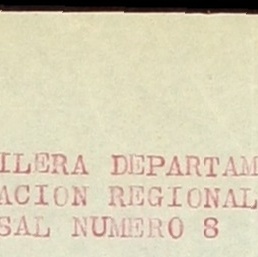 ILERA DEPARTAM
ACION REGIONAL
SAL NUMERO 8